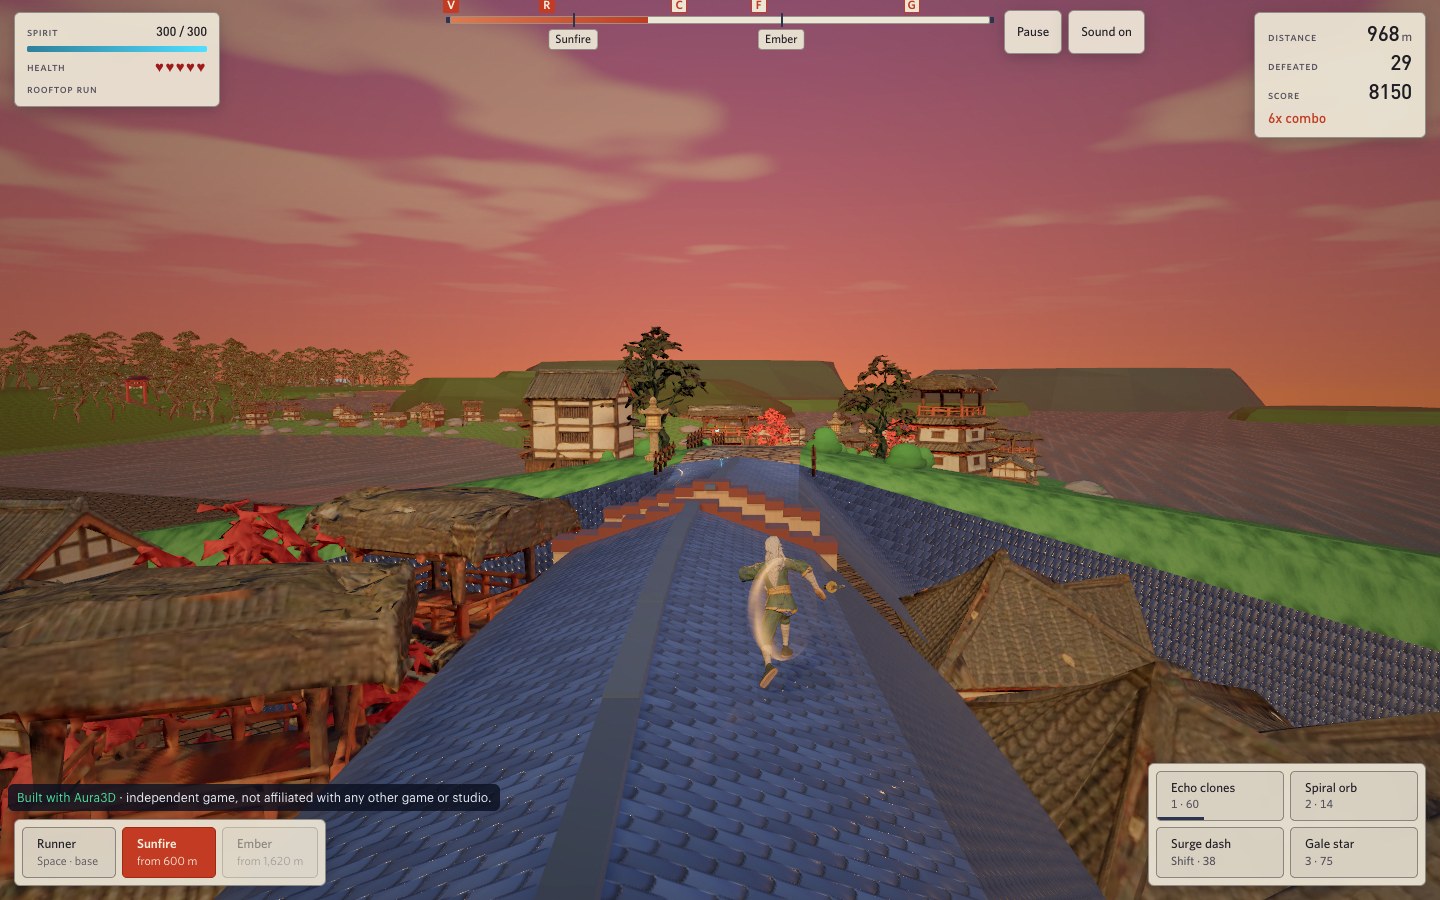 V R C F G
Sunfire Ember
SPIRIT 300 / 300
HEALTH ♥♥♥♥♥
ROOFTOP RUN
Pause Sound on
DISTANCE 968 m
DEFEATED 29
SCORE 8150
6x combo
Built with Aura3D · independent game, not affiliated with any other game or studio.
Runner
Space · base
Sunfire
from 600 m
Ember
from 1,620 m
Echo clones
1 · 60
Spiral orb
2 · 14
Surge dash
Shift · 38
Gale star
3 · 75